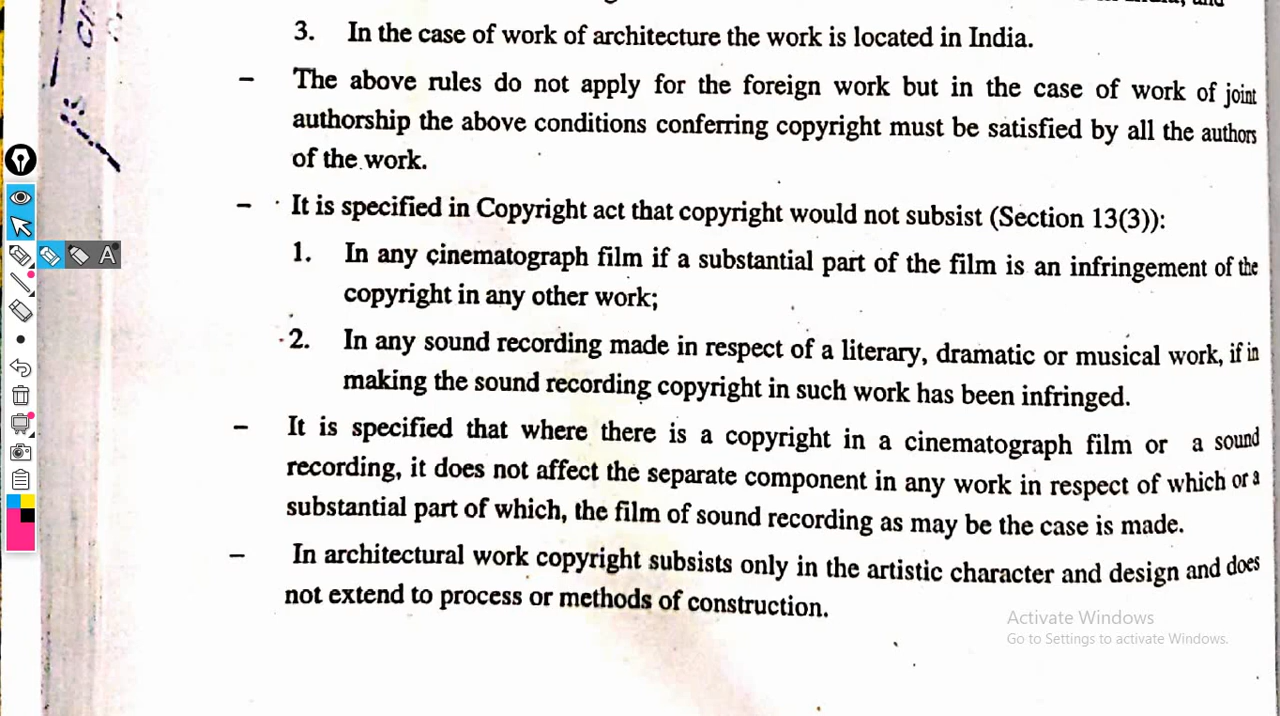 3. In the case of work of architecture the work is located in India.
– The above rules do not apply for the foreign work but in the case of work of joint
authorship the above conditions conferring copyright must be satisfied by all the authors
of the work.
– It is specified in Copyright act that copyright would not subsist (Section 13(3)):
1. In any cinematograph film if a substantial part of the film is an infringement of the
copyright in any other work;
2. In any sound recording made in respect of a literary, dramatic or musical work, if in
making the sound recording copyright in such work has been infringed.
– It is specified that where there is a copyright in a cinematograph film or a sound
recording, it does not affect the separate component in any work in respect of which or a
substantial part of which, the film of sound recording as may be the case is made.
– In architectural work copyright subsists only in the artistic character and design and does
not extend to process or methods of construction.
A
Activate Windows
Go to Settings to activate Windows.